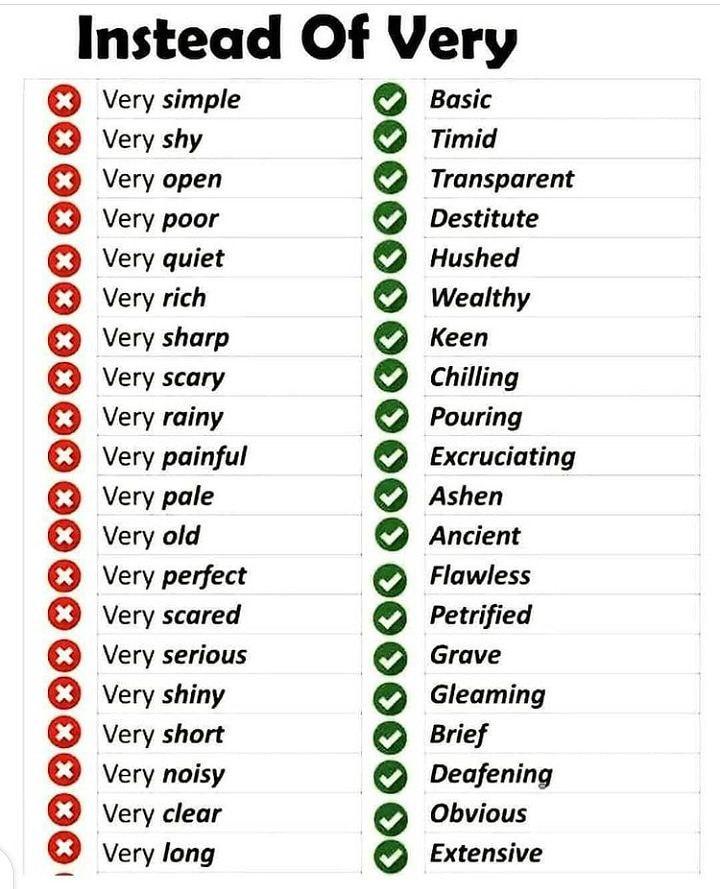 Instead Of Very
Very simple Basic
Very shy Timid
Very open Transparent
Very poor Destitute
Very quiet Hushed
Very rich Wealthy
Very sharp Keen
Very scary Chilling
Very rainy Pouring
Very painful Excruciating
Very pale Ashen
Very old Ancient
Very perfect Flawless
Very scared Petrified
Very serious Grave
Very shiny Gleaming
Very short Brief
Very noisy Deafening
Very clear Obvious
Very long Extensive